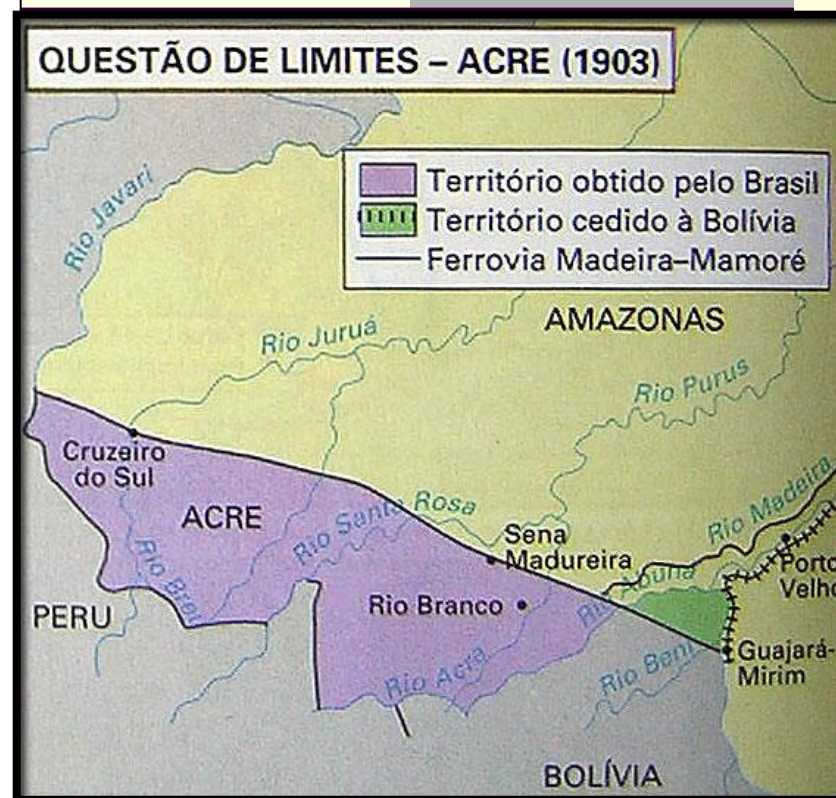 QUESTÃO DE LIMITES – ACRE (1903)
Território obtido pelo Brasil
Território cedido à Bolívia
Ferrovia Madeira–Mamoré
Rio Javari
AMAZONAS
Rio Juruá
Rio Purus
Cruzeiro
do Sul
ACRE
Rio Santa Rosa
Sena
Madureira
Rio Madeira
Porto
Velho
Rio Abunã
Rio Breu
PERU
Rio Branco
Rio Acre
Rio Beni
Guajará-
Mirim
BOLÍVIA